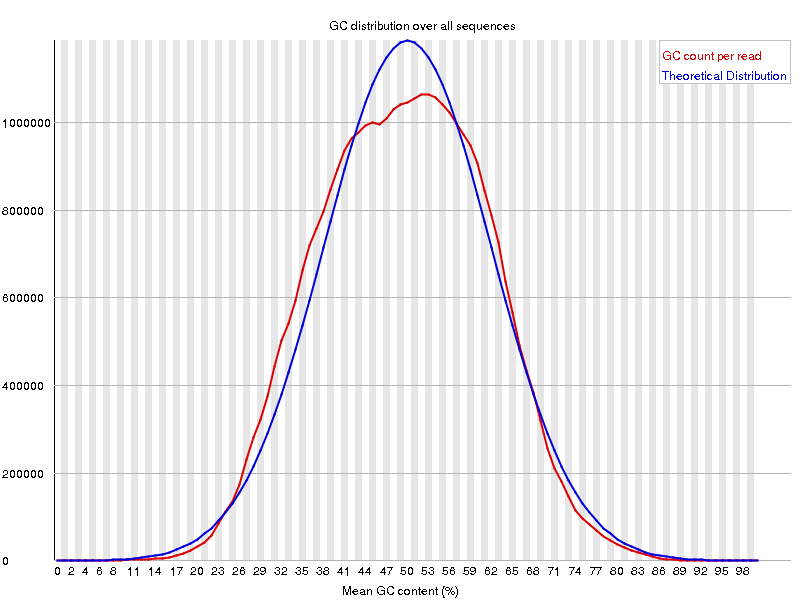 GC distribution over all sequences
GC count per read
Theoretical Distribution
1000000
800000
600000
400000
200000
0
0 2 4 6 8 11 14 17 20 23 26 29 32 35 38 41 44 47 50 53 56 59 62 65 68 71 74 77 80 83 86 89 92 95 98
Mean GC content (%)